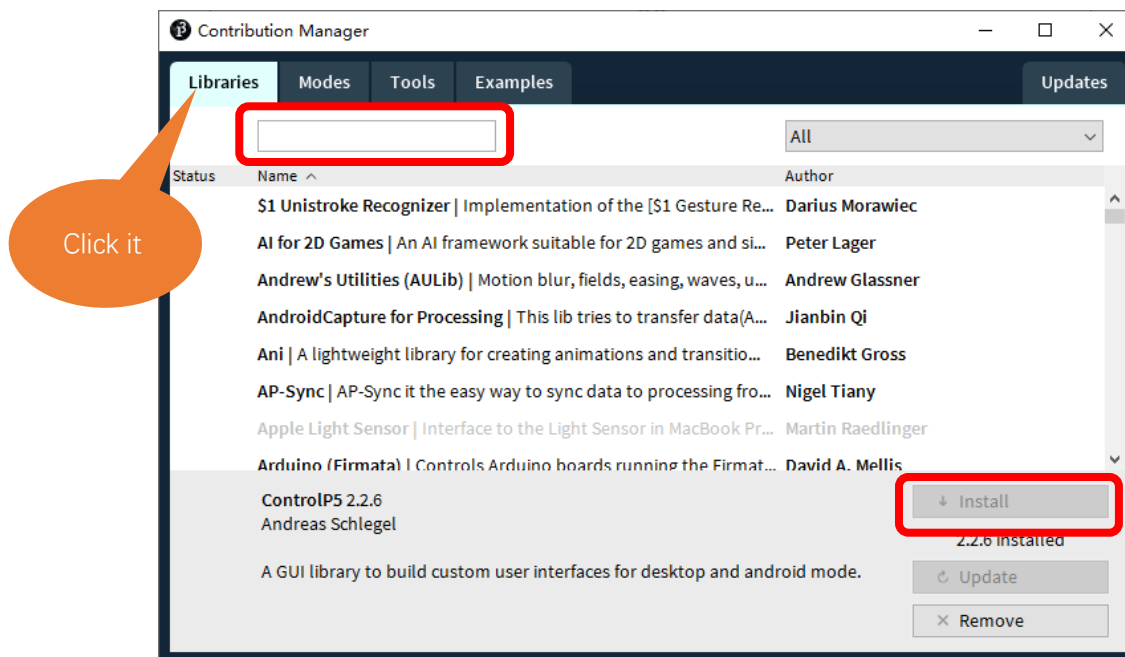 Contribution Manager
Libraries Modes Tools Examples Updates
All
Status Name Author
$1 Unistroke Recognizer | Implementation of the [$1 Gesture Re... Darius Morawiec
AI for 2D Games | An AI framework suitable for 2D games and si... Peter Lager
Click it
Andrew's Utilities (AULib) | Motion blur, fields, easing, waves, u... Andrew Glassner
AndroidCapture for Processing | This lib tries to transfer data(A... Jianbin Qi
Ani | A lightweight library for creating animations and transitio... Benedikt Gross
AP-Sync | AP-Sync it the easy way to sync data to processing fro... Nigel Tiany
Apple Light Sensor | Interface to the Light Sensor in MacBook Pr... Martin Raedlinger
Arduino (Firmata) | Controls Arduino boards running the Firmat... David A. Mellis
ControlP5 2.2.6
Install
Andreas Schlegel
2.2.6 installed
A GUI library to build custom user interfaces for desktop and android mode.
Update
Remove